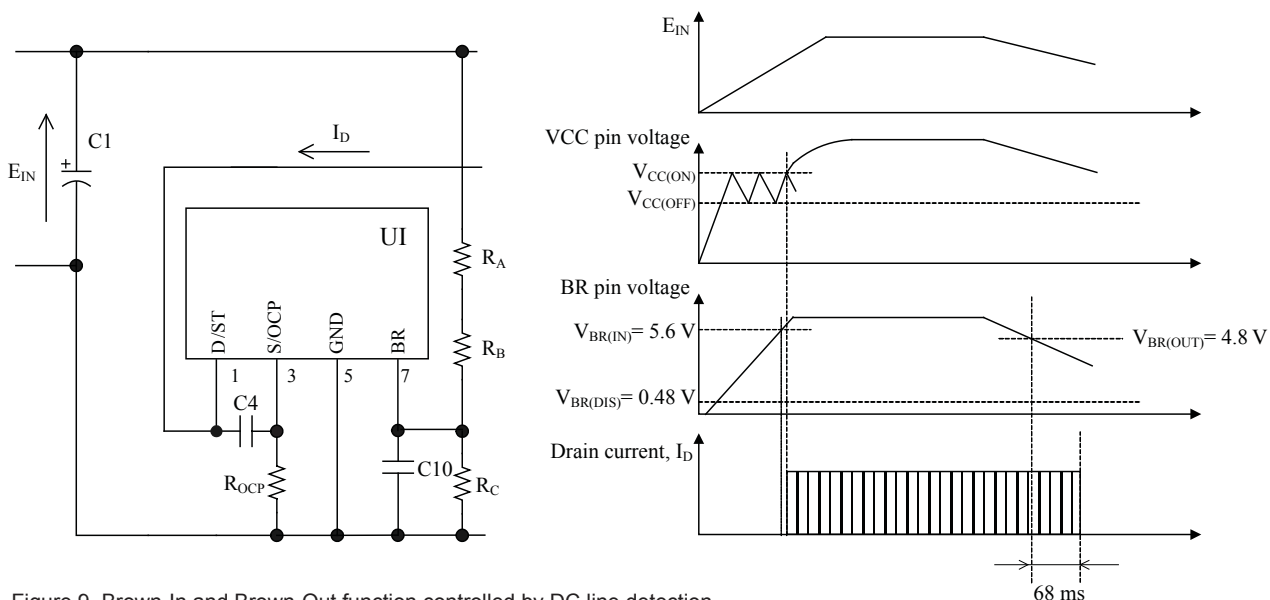 E_IN
C1
+
I_D
UI
D/ST
S/OCP
GND
BR
1
3
5
7
C4
R_OCP
C10
R_A
R_B
R_C
E_IN
VCC pin voltage
V_CC(ON)
V_CC(OFF)
BR pin voltage
V_BR(IN)= 5.6 V
V_BR(OUT)= 4.8 V
V_BR(DIS)= 0.48 V
Drain current, I_D
68 ms
Figure 9. Brown-In and Brown-Out function controlled by DC line detection